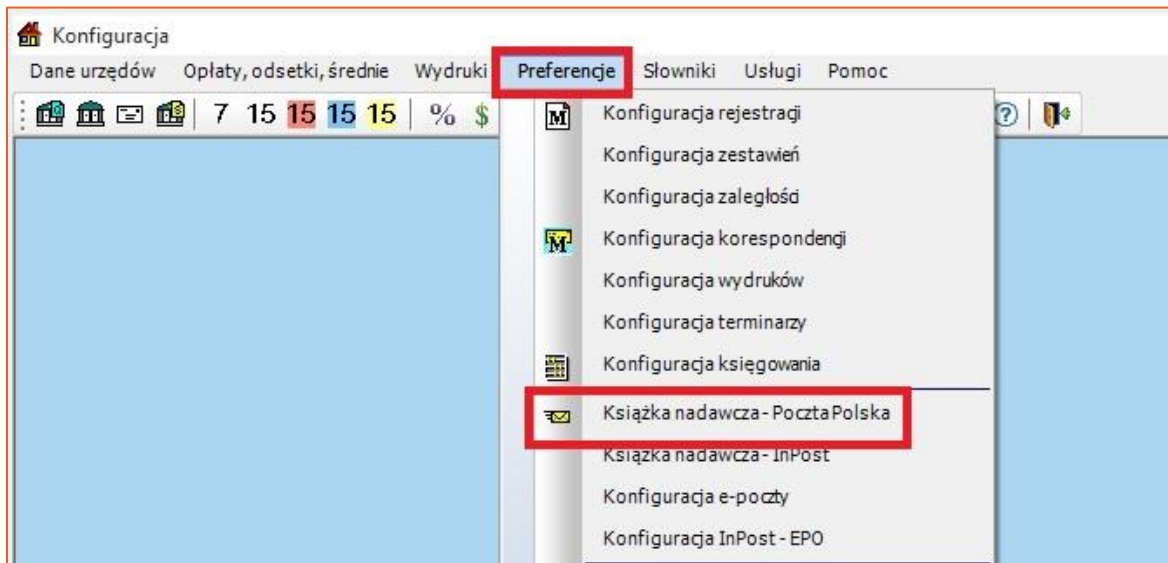 Konfiguracja
Dane urzędów Opłaty, odsetki, średnie Wydruki Preferencje Słowniki Usługi Pomoc
7 15 15 15 15 % $ ?
M Konfiguracja rejestracji
Konfiguracja zestawień
Konfiguracja zaległości
M Konfiguracja korespondencji
Konfiguracja wydruków
Konfiguracja terminarzy
Konfiguracja księgowania
Książka nadawcza - Poczta Polska
Książka nadawcza - InPost
Konfiguracja e-poczty
Konfiguracja InPost - EPO